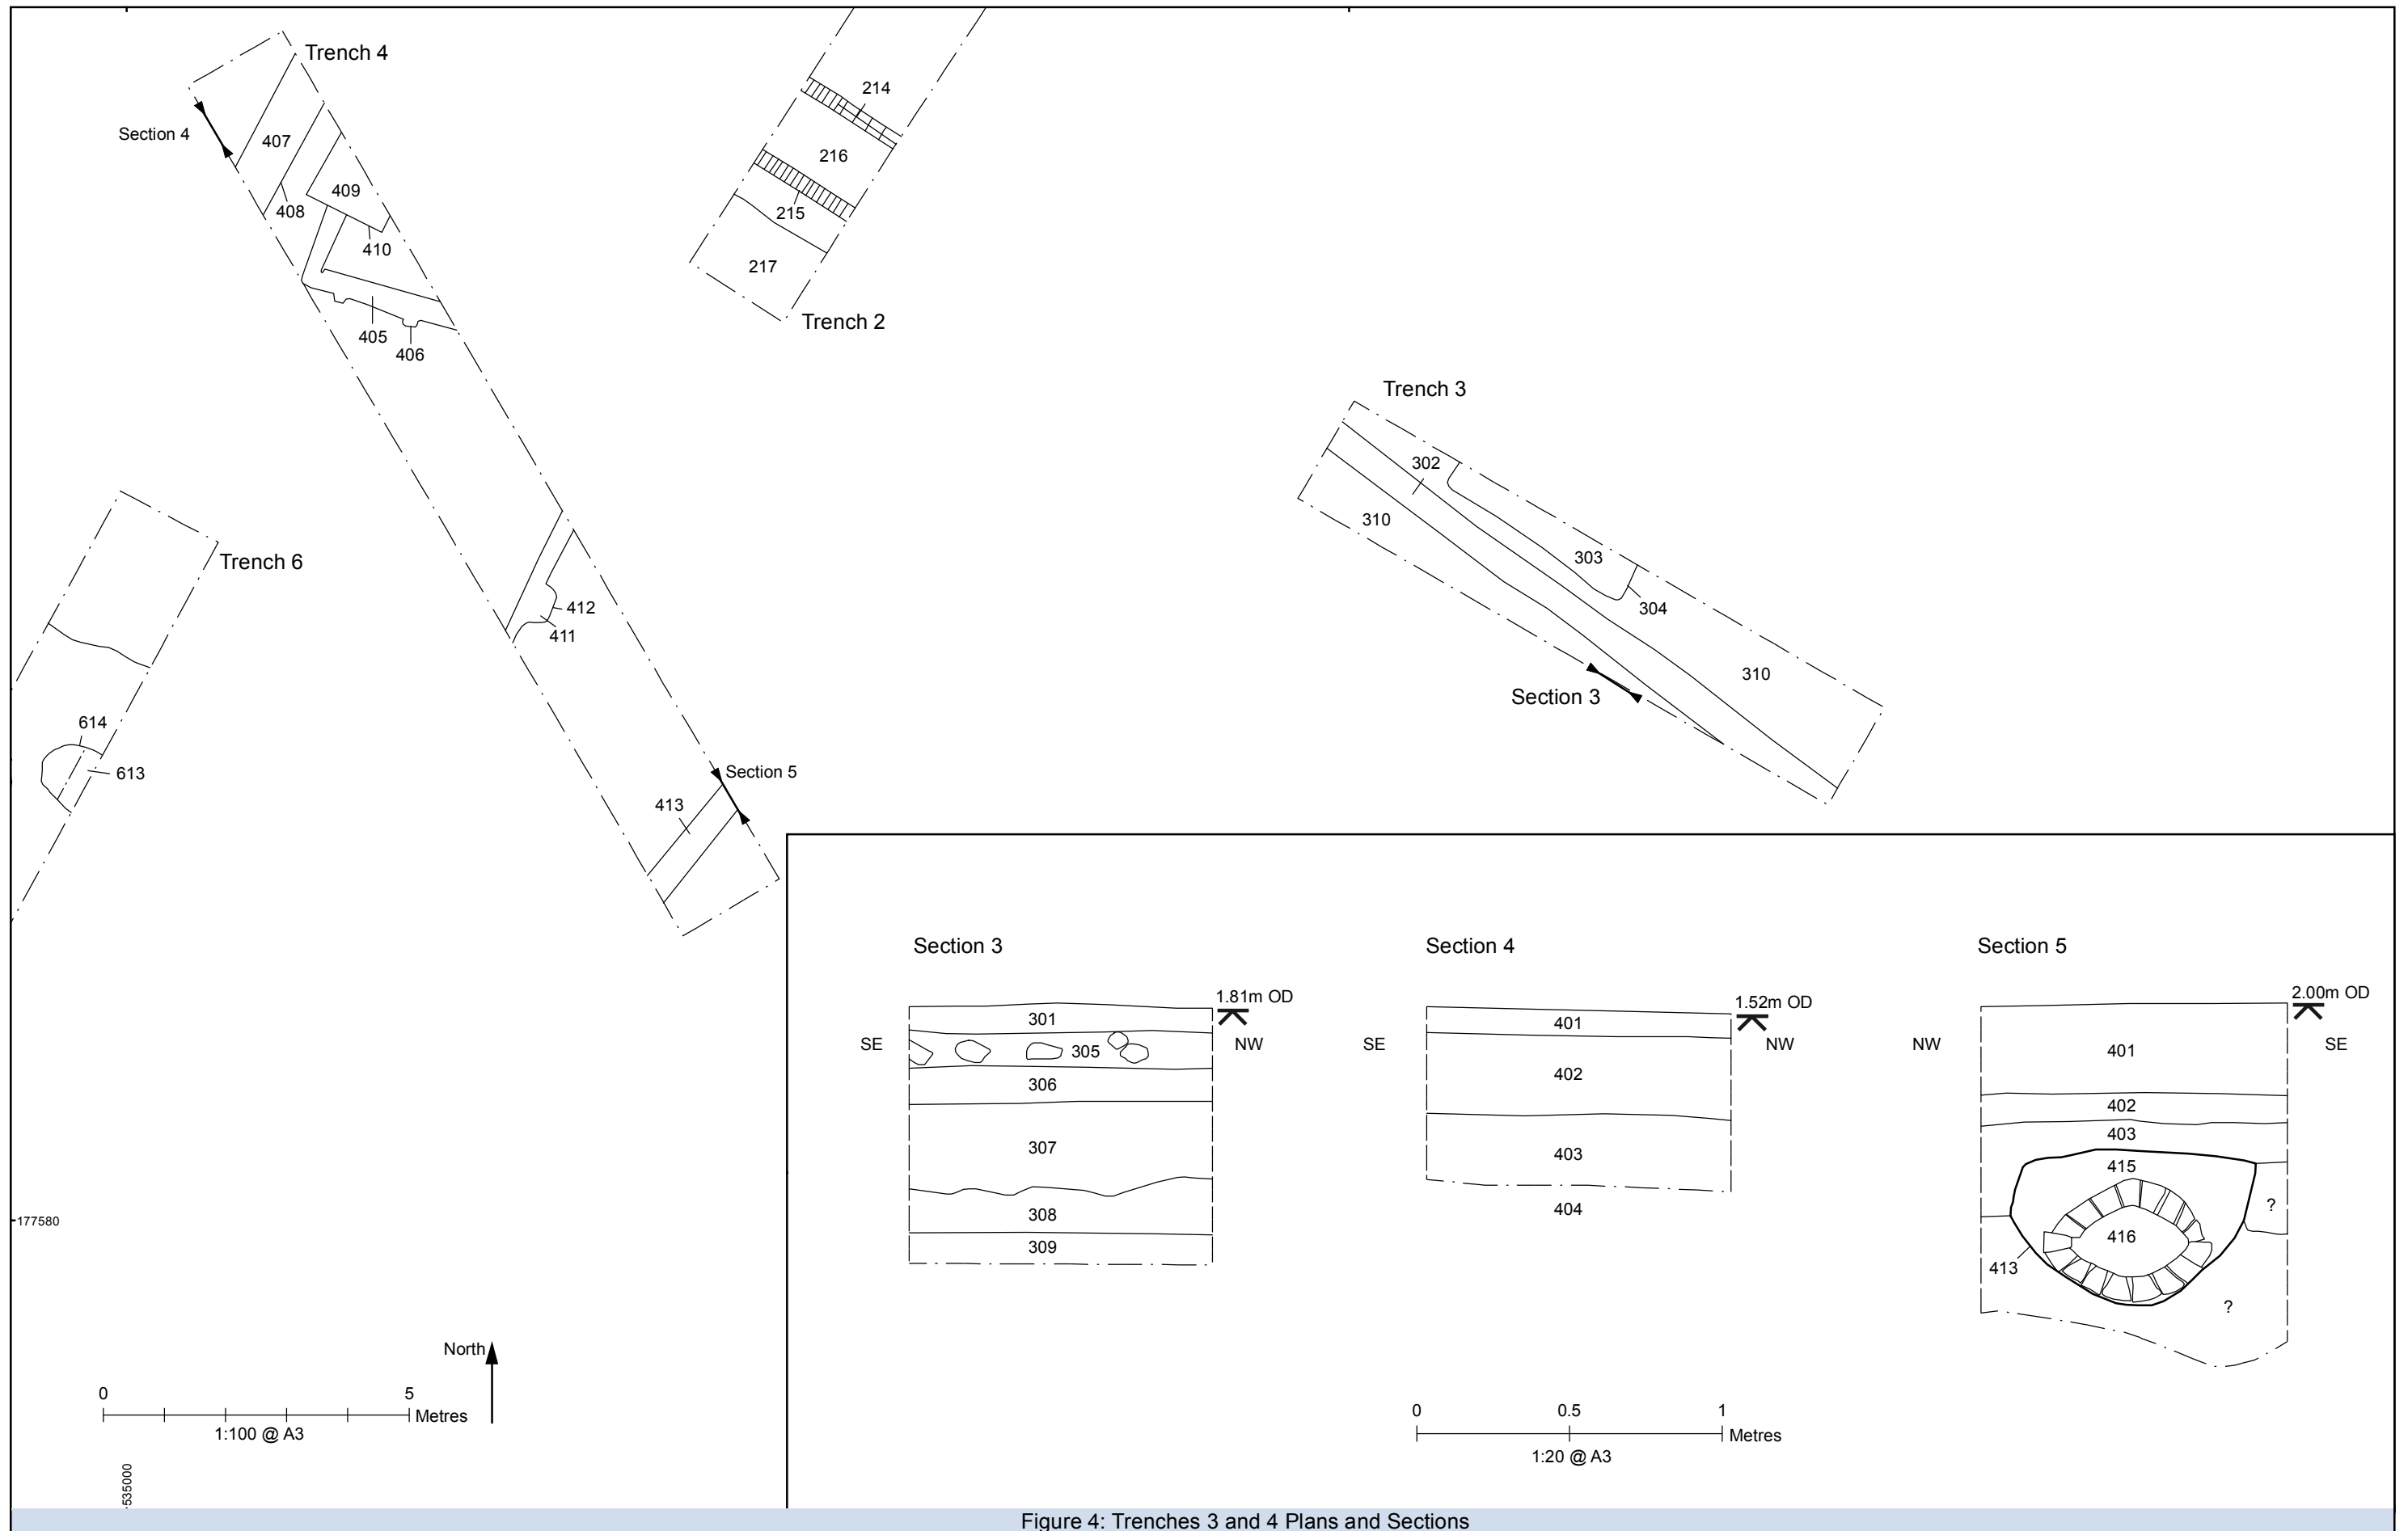 Trench 4
214
Section 4
407
216
409
408
215
410
217
Trench 2
405
406
Trench 3
302
310
303
Trench 6
304
412
411
310
Section 3
614
613
Section 5
413
Section 3
Section 4
Section 5
1.81m OD
1.52m OD
2.00m OD
301
401
SE
305
NW
SE
NW
NW
401
SE
306
402
402
403
307
403
415
?
308
404
177580
309
416
413
?
North
0
5
Metres
1:100 @ A3
0
0.5
1
Metres
1:20 @ A3
535000
Figure 4: Trenches 3 and 4 Plans and Sections